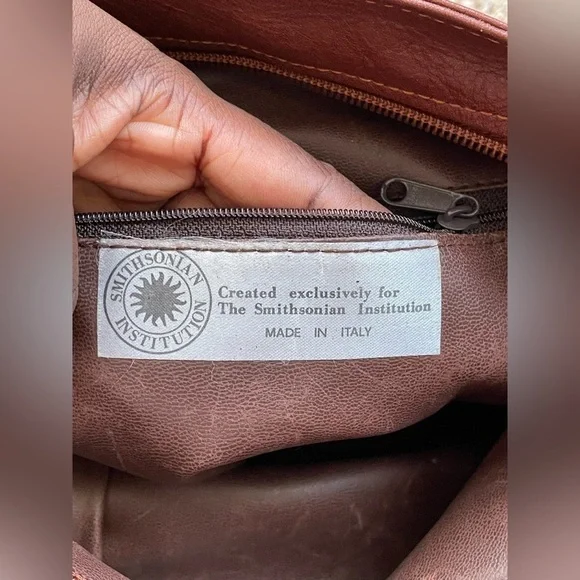 SMITHSONIAN
INSTITUTION
Created exclusively for
The Smithsonian Institution
MADE IN ITALY